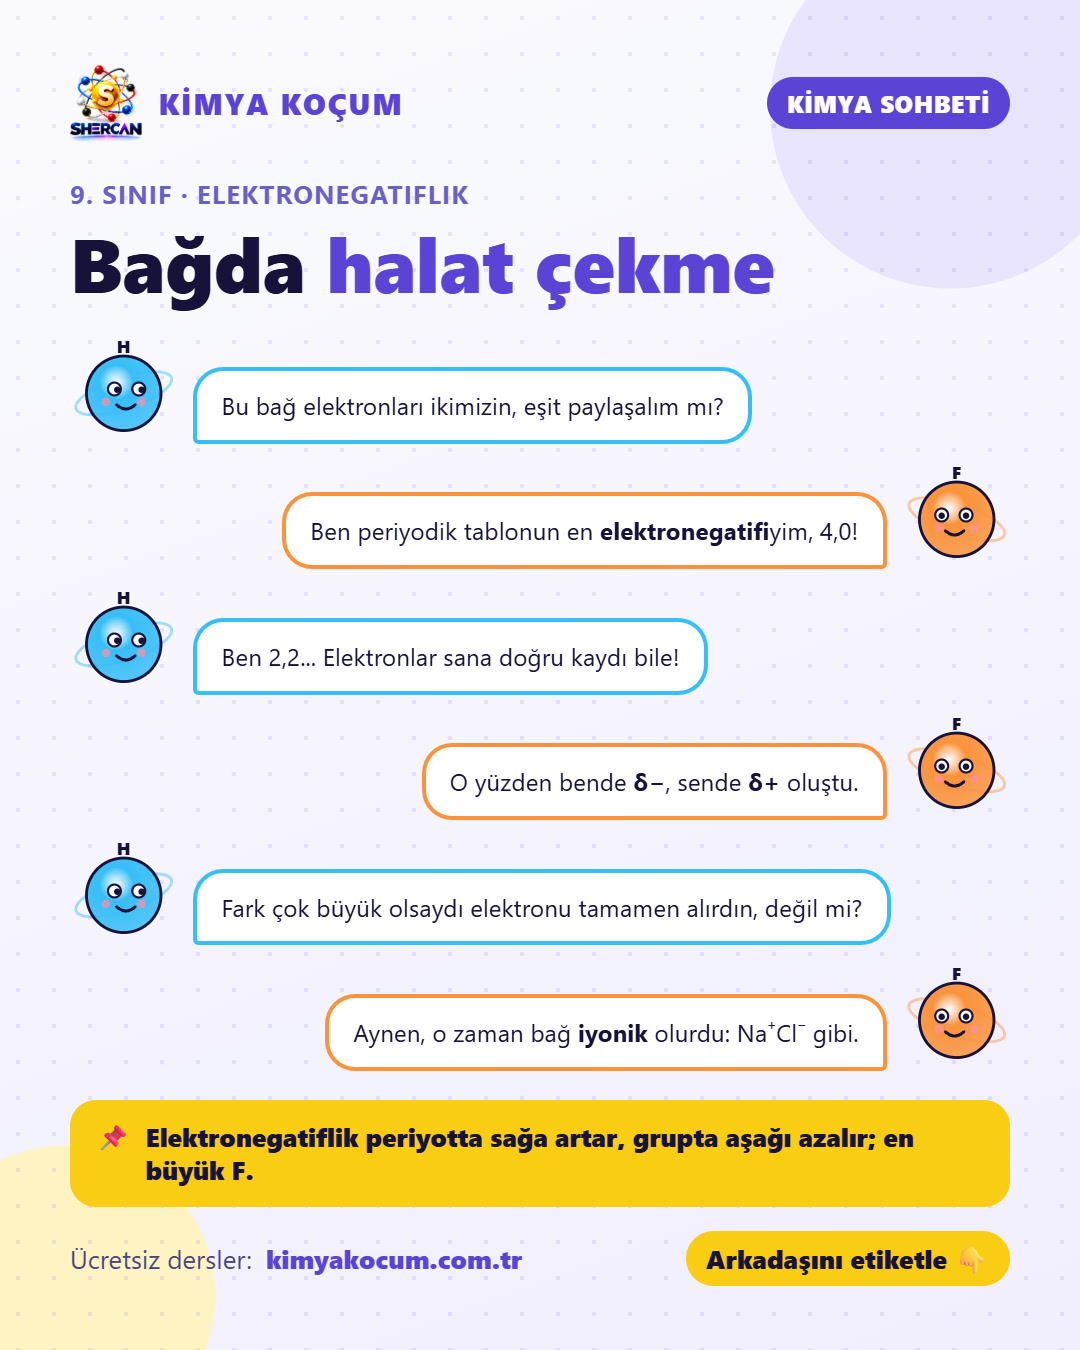 S
SHERCAN
KİMYA KOÇUM
KİMYA SOHBETİ
9. SINIF · ELEKTRONEGATIFLIK
Bağda halat çekme
H
Bu bağ elektronları ikimizin, eşit paylaşalım mı?
F
Ben periyodik tablonun en elektronegatifiyim, 4,0!
H
Ben 2,2... Elektronlar sana doğru kaydı bile!
F
O yüzden bende δ−, sende δ+ oluştu.
H
Fark çok büyük olsaydı elektronu tamamen alırdın, değil mi?
F
Aynen, o zaman bağ iyonik olurdu: Na⁺Cl⁻ gibi.
📌 Elektronegatiflik periyotta sağa artar, grupta aşağı azalır; en
büyük F.
Ücretsiz dersler: kimyakocum.com.tr
Arkadaşını etiketle 👇